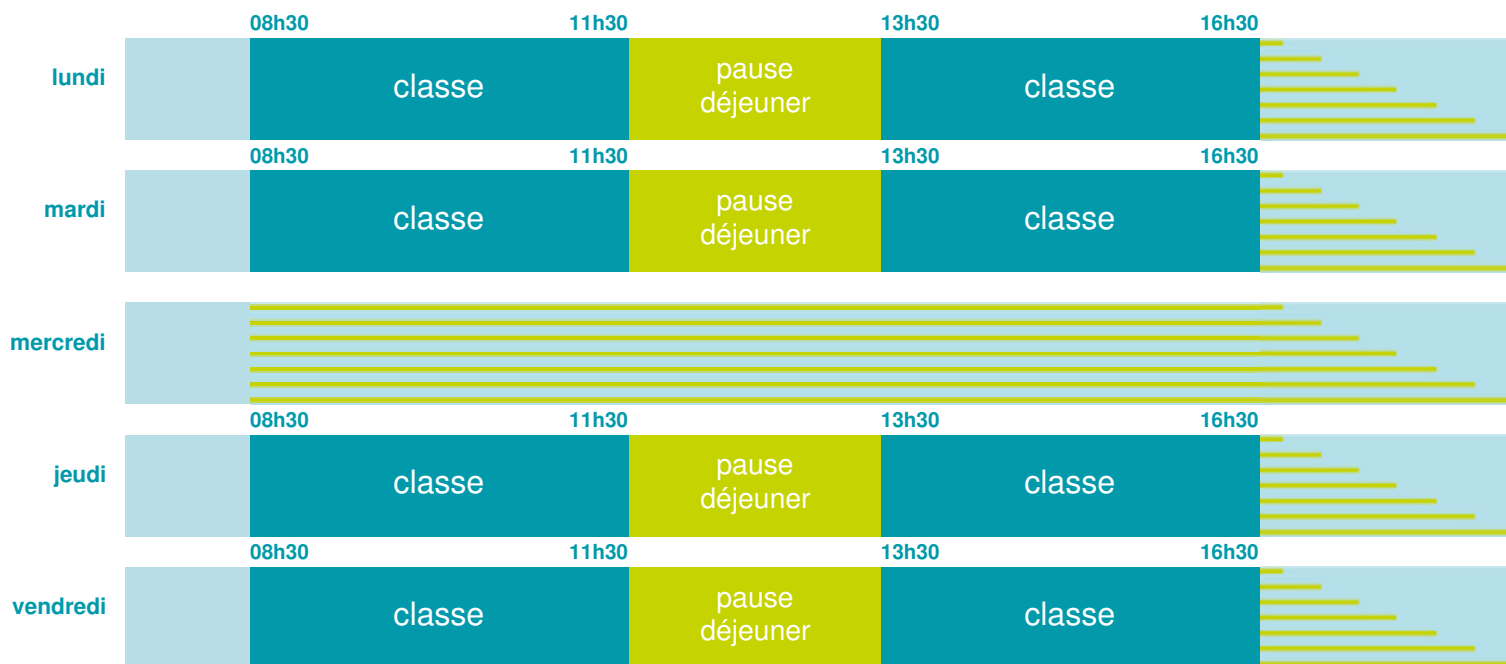 08h30 11h30 13h30 16h30
lundi classe pause déjeuner classe
08h30 11h30 13h30 16h30
mardi classe pause déjeuner classe
mercredi
08h30 11h30 13h30 16h30
jeudi classe pause déjeuner classe
08h30 11h30 13h30 16h30
vendredi classe pause déjeuner classe